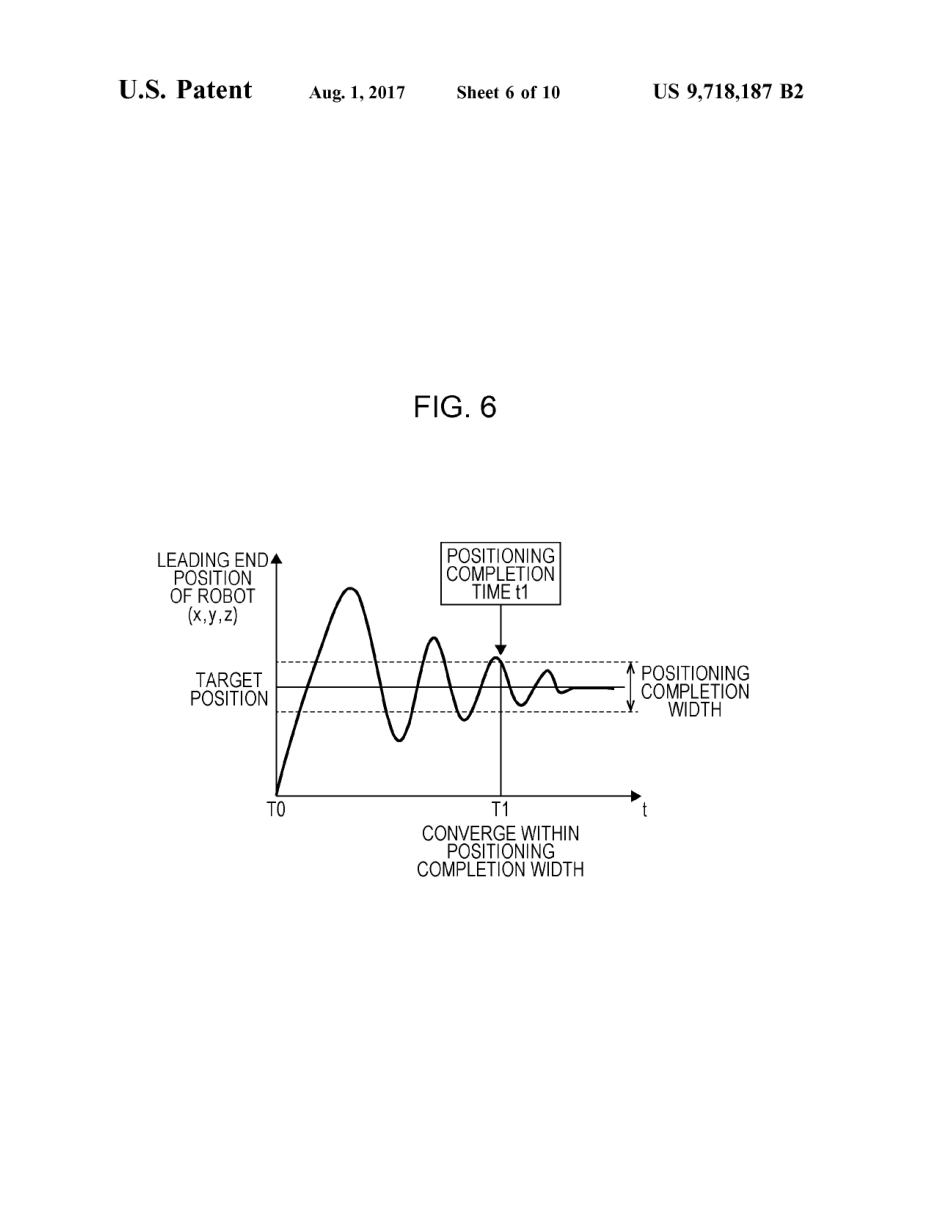 U.S. Patent Aug. 1, 2017 Sheet 6 of 10 US 9,718,187 B2
FIG. 6
LEADING END
POSITION
OF ROBOT
(x,y,z)
POSITIONING
COMPLETION
TIME t1
TARGET
POSITION
POSITIONING
COMPLETION
WIDTH
T0
T1
t
CONVERGE WITHIN
POSITIONING
COMPLETION WIDTH